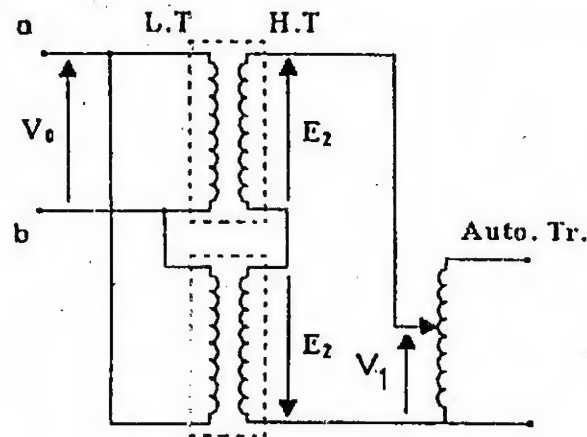 a
L.T H.T
V₀
E₂
b
Auto. Tr.
E₂
V₁